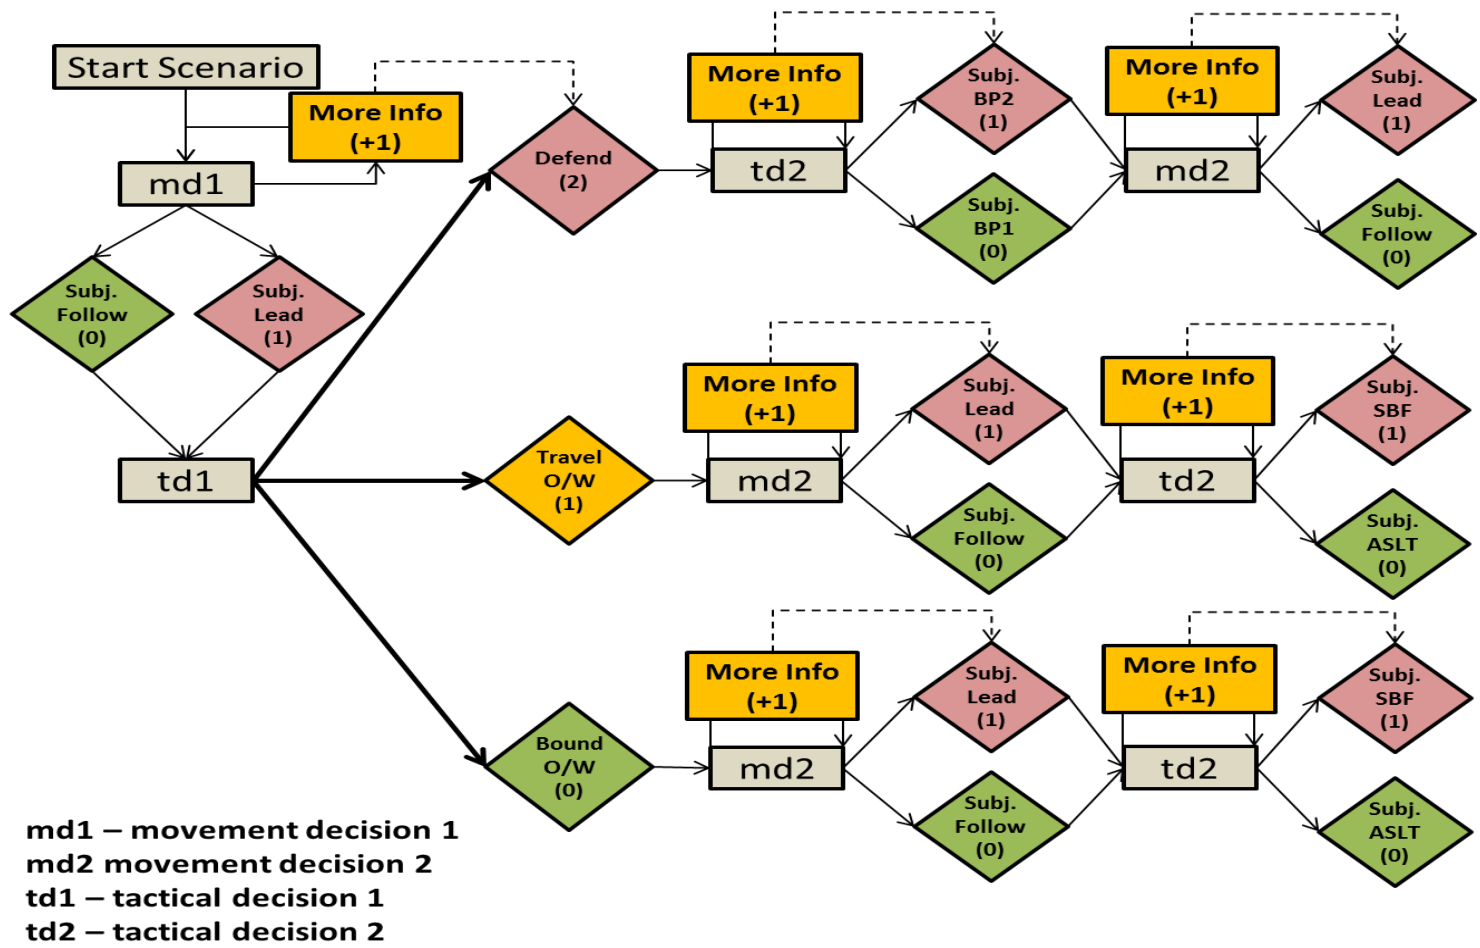 Start Scenario
More Info
(+1)
md1
Subj.
Follow
(0)
Subj.
Lead
(1)
td1
Defend
(2)
More Info
(+1)
td2
Subj.
BP2
(1)
Subj.
BP1
(0)
More Info
(+1)
md2
Subj.
Lead
(1)
Subj.
Follow
(0)
Travel
O/W
(1)
More Info
(+1)
md2
Subj.
Lead
(1)
Subj.
Follow
(0)
More Info
(+1)
td2
Subj.
SBF
(1)
Subj.
ASLT
(0)
Bound
O/W
(0)
More Info
(+1)
md2
Subj.
Lead
(1)
Subj.
Follow
(0)
More Info
(+1)
td2
Subj.
SBF
(1)
Subj.
ASLT
(0)
md1 – movement decision 1
md2 movement decision 2
td1 – tactical decision 1
td2 – tactical decision 2